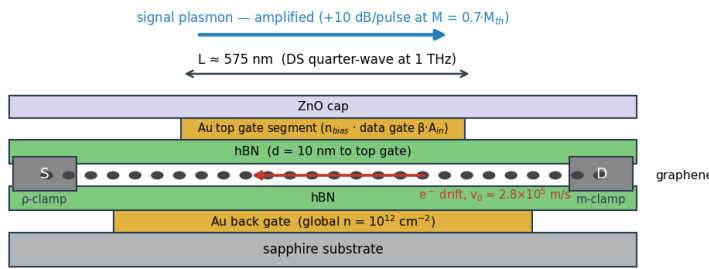 signal plasmon — amplified (+10 dB/pulse at M = 0.7·Mₜₕ)
L ≈ 575 nm (DS quarter-wave at 1 THz)
ZnO cap
Au top gate segment (n_bias · data gate β·A_in)
hBN (d = 10 nm to top gate)
S
D
graphene
ρ-clamp
hBN
e⁻ drift, v₀ ≈ 2.8×10⁵ m/s
m-clamp
Au back gate (global n = 10¹² cm⁻²)
sapphire substrate